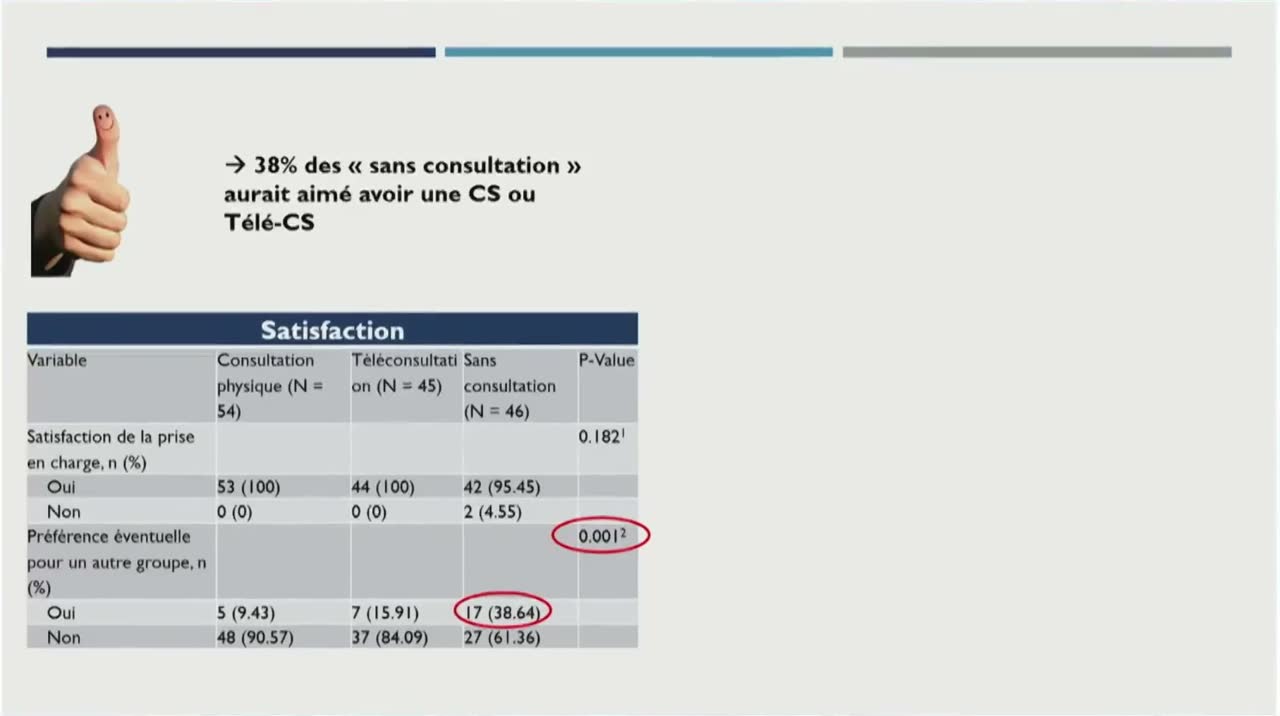 → 38% des « sans consultation »
aurait aimé avoir une CS ou
Télé-CS
Satisfaction
Variable Consultation physique (N = 54) Téléconsultation (N = 45) Sans consultation (N = 46) P-Value
Satisfaction de la prise en charge, n (%) 0.182¹
Oui 53 (100) 44 (100) 42 (95.45)
Non 0 (0) 0 (0) 2 (4.55)
Préférence éventuelle pour un autre groupe, n (%) 0.001²
Oui 5 (9.43) 7 (15.91) 17 (38.64)
Non 48 (90.57) 37 (84.09) 27 (61.36)